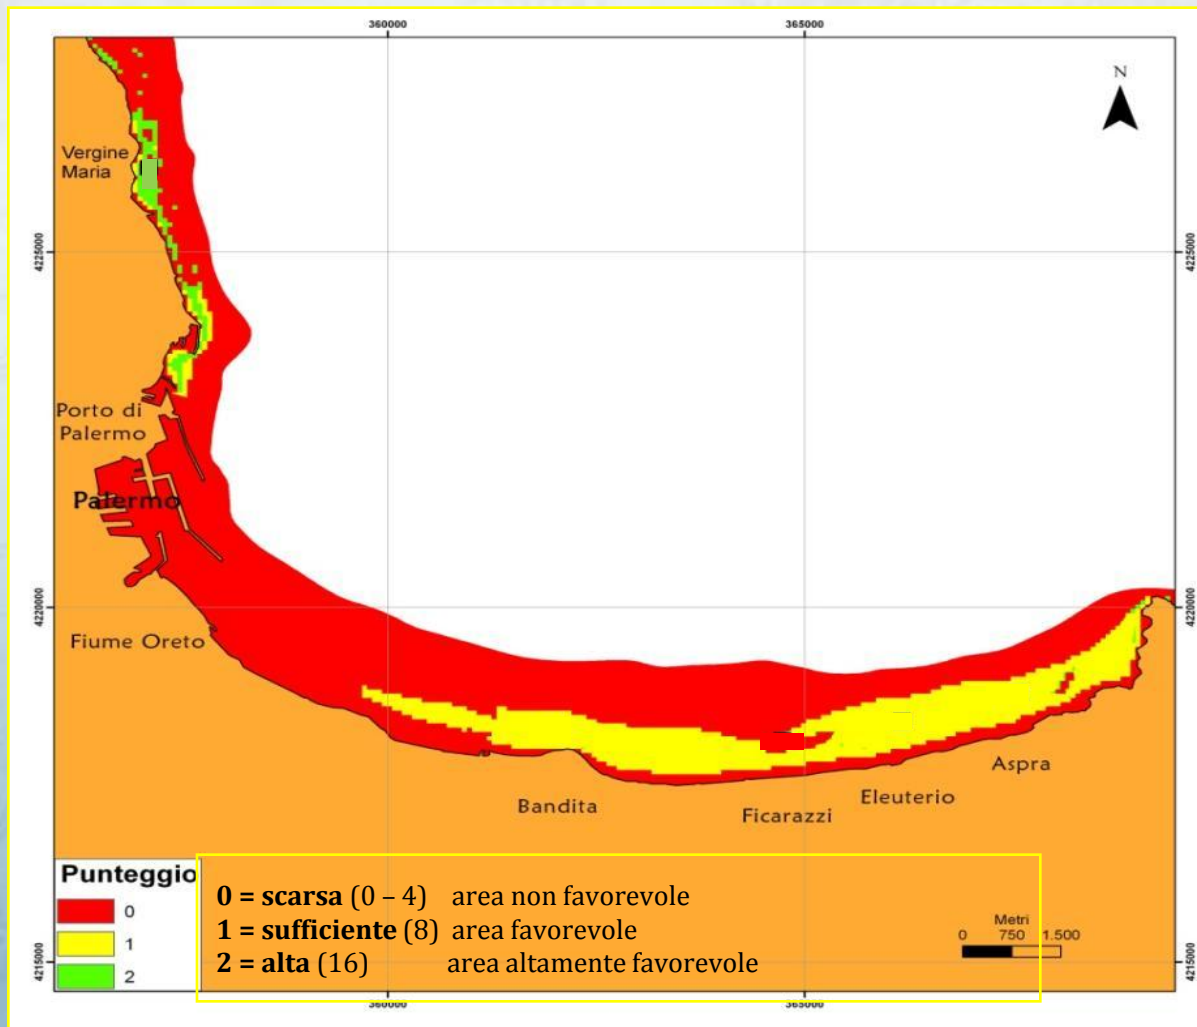 360000 365000
N
Vergine
Maria
4225000 4225000
Porto di
Palermo
Palermo
4220000 4220000
Fiume Oreto
Aspra
Bandita
Eleuterio
Ficarazzi
Punteggio
0
1
2
0 = scarsa (0 – 4) area non favorevole
1 = sufficiente (8) area favorevole
2 = alta (16) area altamente favorevole
Metri
0 750 1.500
4215000 4215000
360000 365000